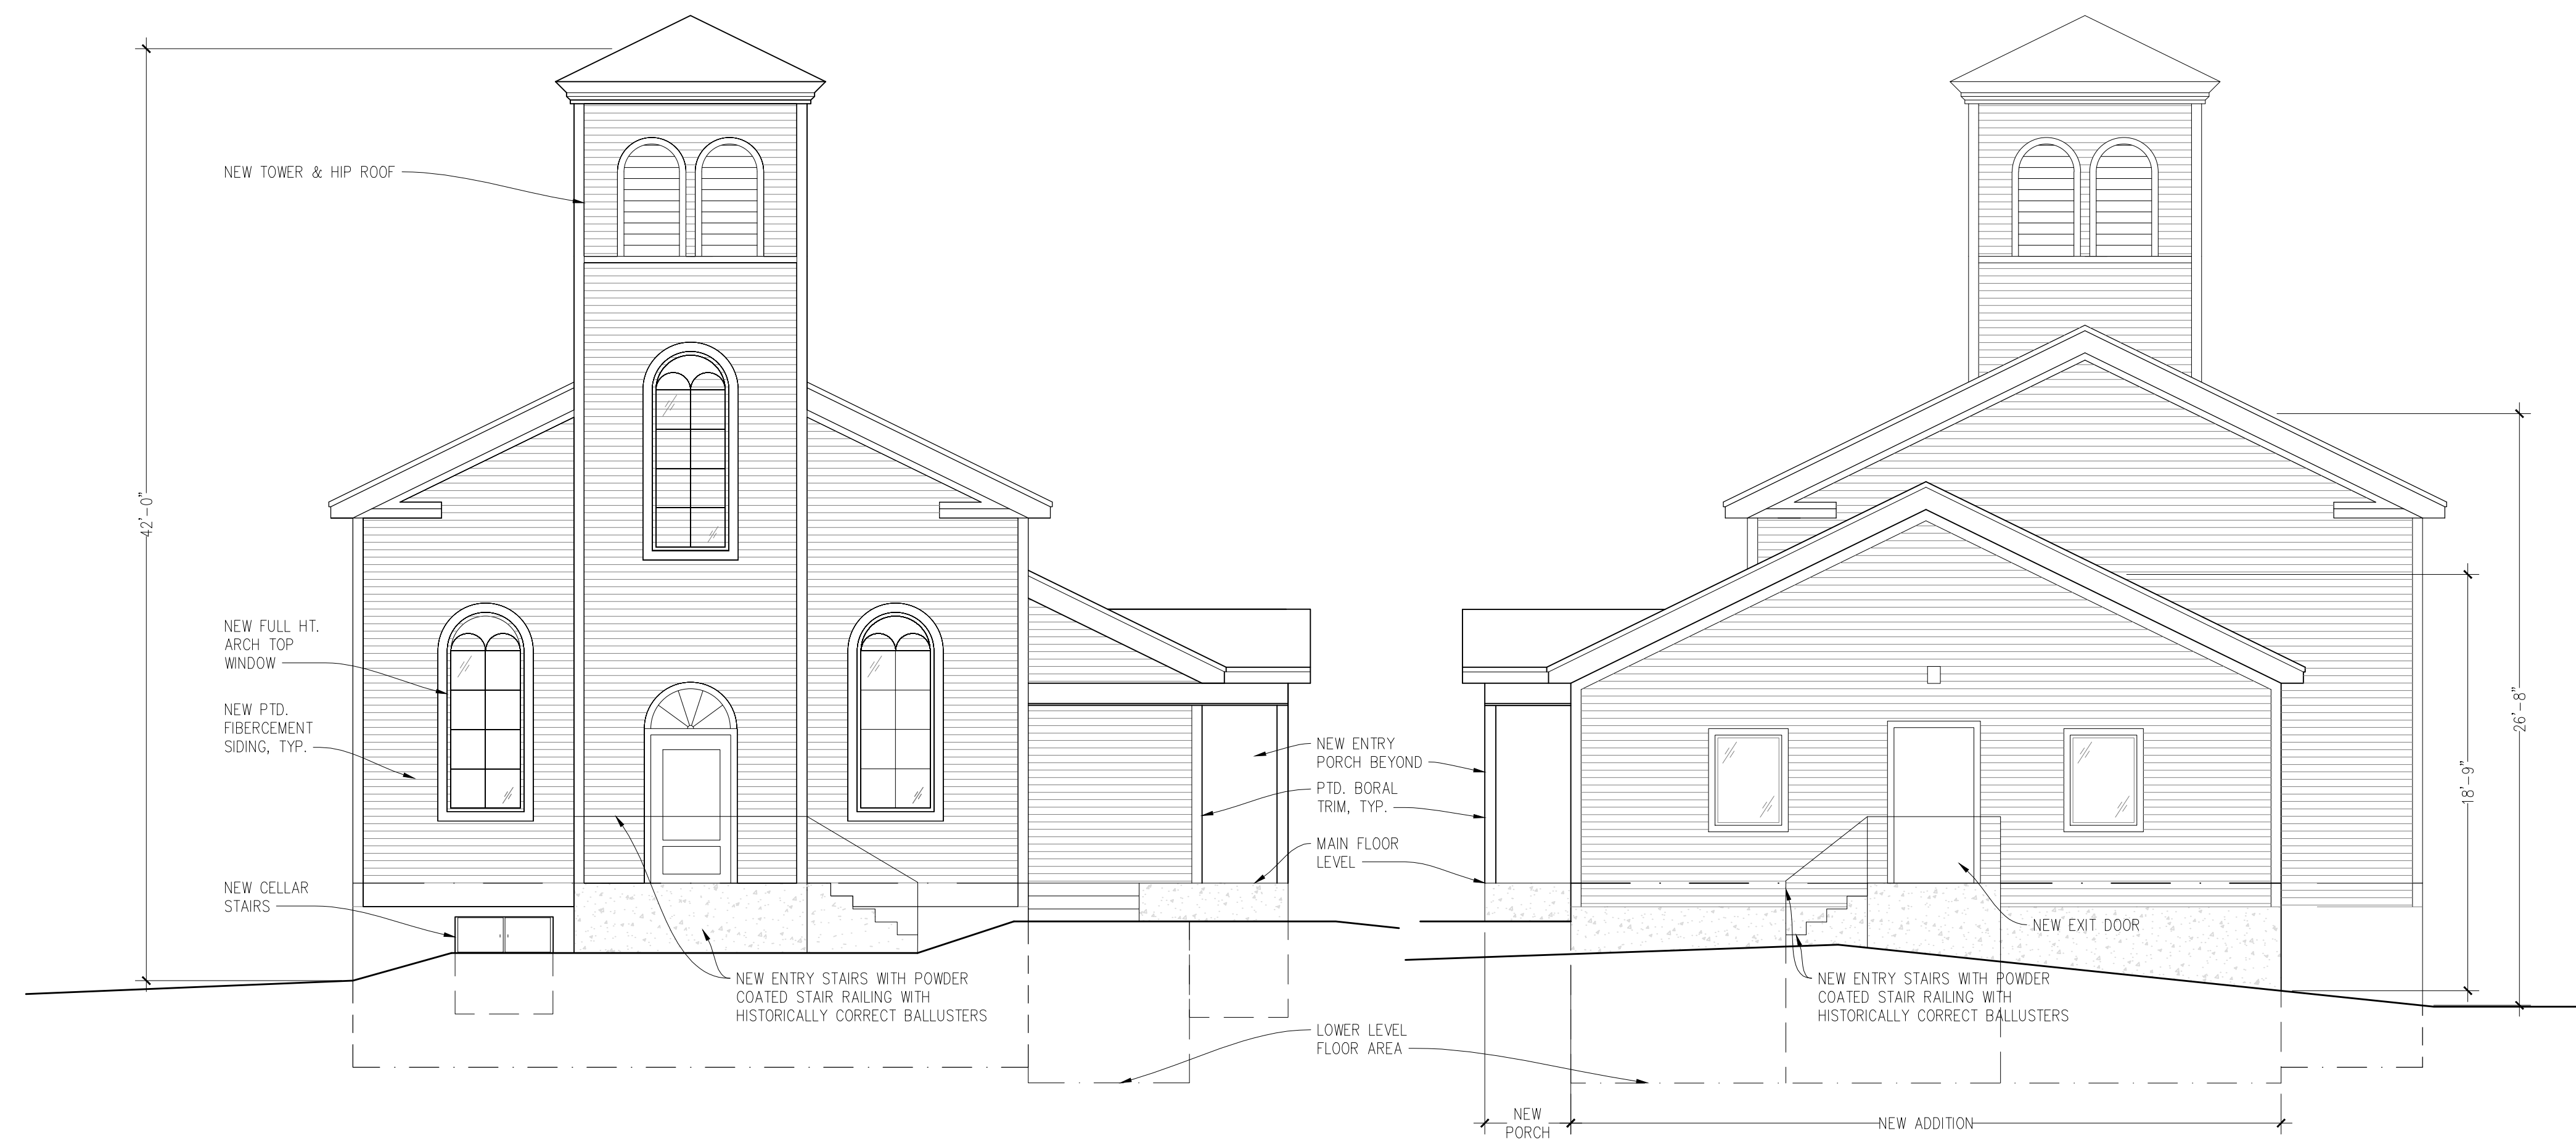 42'-0"
NEW TOWER & HIP ROOF
NEW FULL HT.
ARCH TOP
WINDOW
NEW PTD.
FIBERCEMENT
SIDING, TYP.
NEW CELLAR
STAIRS
NEW ENTRY STAIRS WITH POWDER
COATED STAIR RAILING WITH
HISTORICALLY CORRECT BALLUSTERS
NEW ENTRY
PORCH BEYOND
PTD. BORAL
TRIM, TYP.
MAIN FLOOR
LEVEL
LOWER LEVEL
FLOOR AREA
NEW EXIT DOOR
NEW ENTRY STAIRS WITH POWDER
COATED STAIR RAILING WITH
HISTORICALLY CORRECT BALLUSTERS
18'-9"
26'-8"
NEW
PORCH
NEW ADDITION